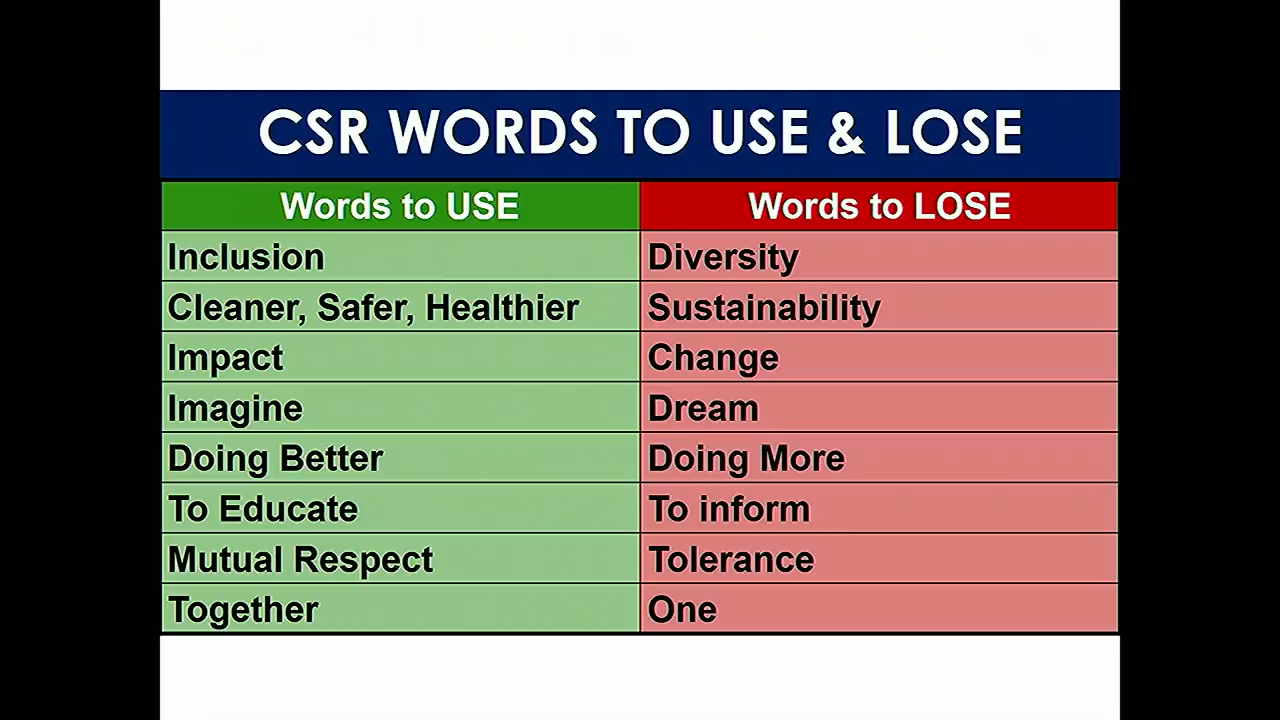 CSR WORDS TO USE & LOSE
Words to USE Words to LOSE
Inclusion Diversity
Cleaner, Safer, Healthier Sustainability
Impact Change
Imagine Dream
Doing Better Doing More
To Educate To inform
Mutual Respect Tolerance
Together One